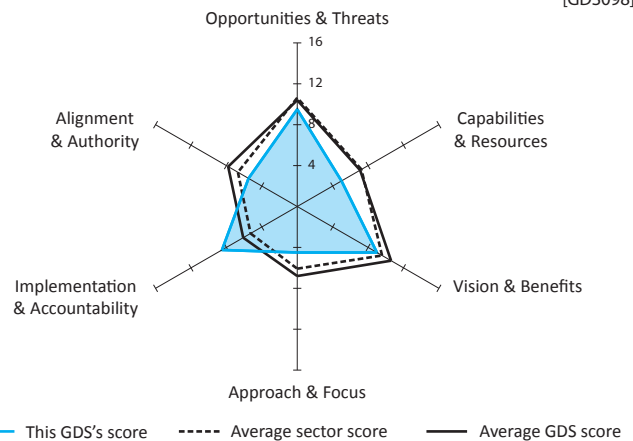 [GDS098]
Opportunities & Threats
16
12
8
4
Alignment
& Authority
Capabilities
& Resources
Implementation
& Accountability
Vision & Benefits
Approach & Focus
This GDS's score
Average sector score
Average GDS score